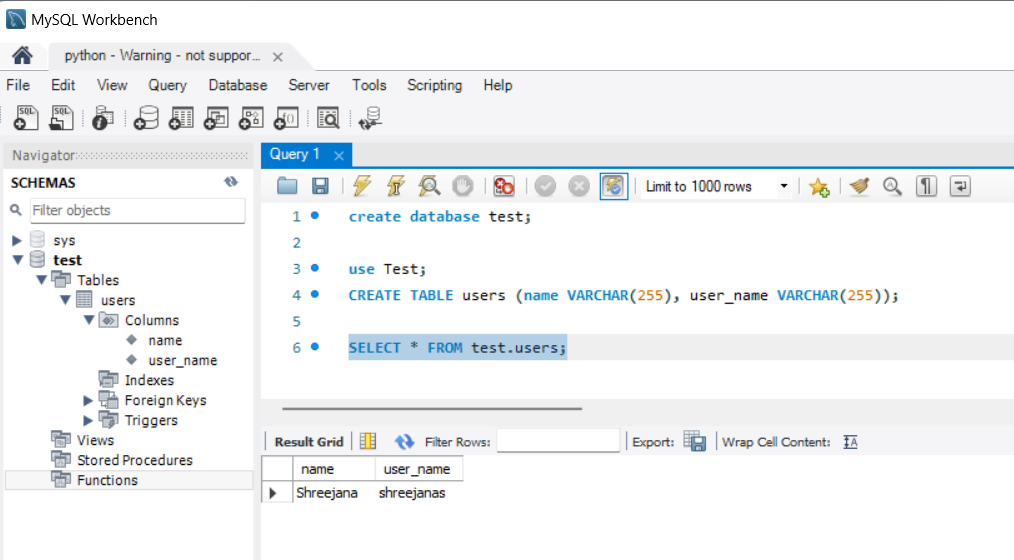 MySQL Workbench
python - Warning - not suppor...
File Edit View Query Database Server Tools Scripting Help
SQL SQL
Navigator
SCHEMAS
Filter objects
sys
test
Tables
users
Columns
name
user_name
Indexes
Foreign Keys
Triggers
Views
Stored Procedures
Functions
Query 1
Limit to 1000 rows
1 create database test;
2
3 use Test;
4 CREATE TABLE users (name VARCHAR(255), user_name VARCHAR(255));
5
6 SELECT * FROM test.users;
Result Grid Filter Rows: Export: Wrap Cell Content: IA
name user_name
Shreejana shreejanas